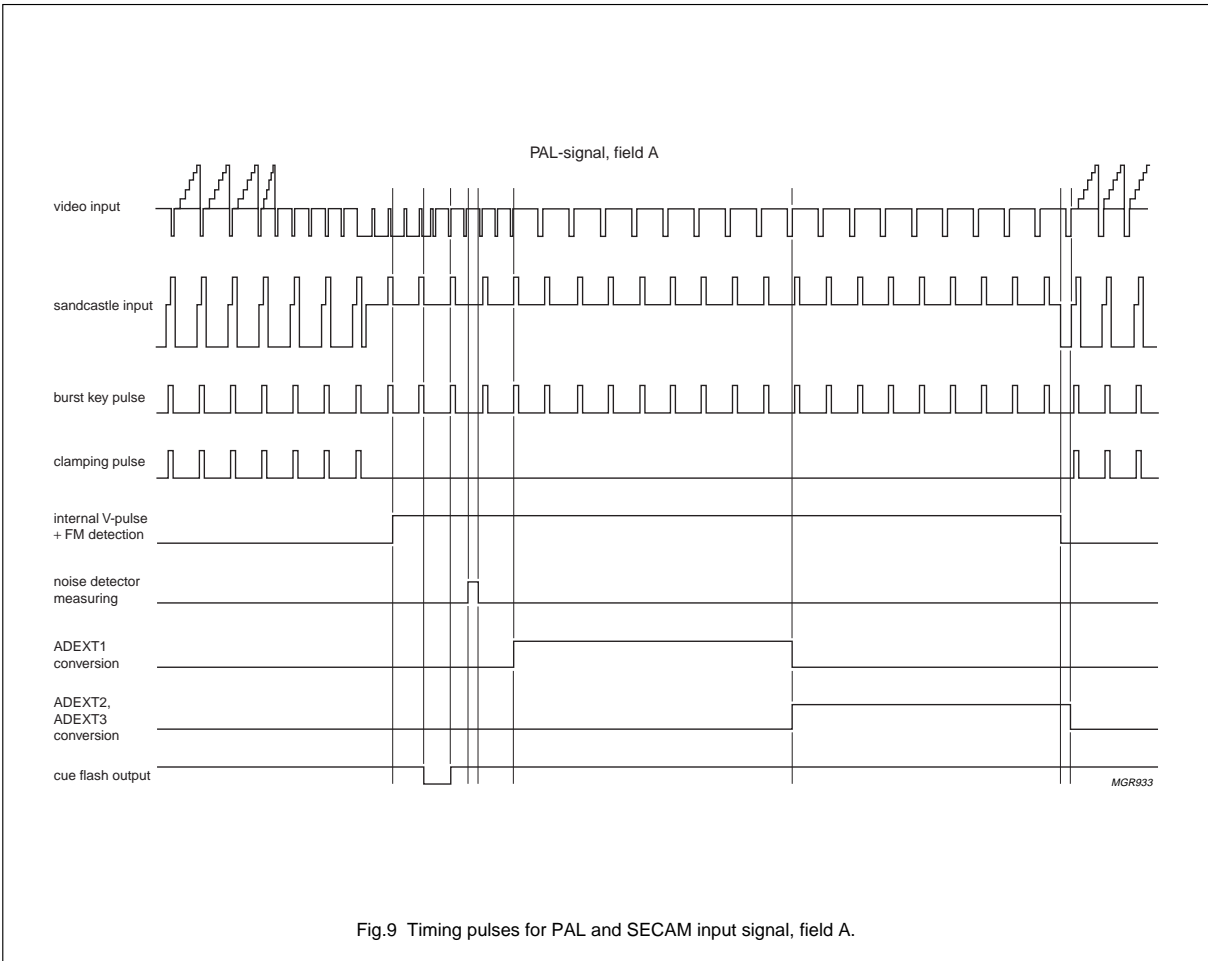 PAL-signal, field A
video input
sandcastle input
burst key pulse
clamping pulse
internal V-pulse
+ FM detection
noise detector
measuring
ADEXT1
conversion
ADEXT2,
ADEXT3
conversion
cue flash output
MGR933
Fig.9 Timing pulses for PAL and SECAM input signal, field A.